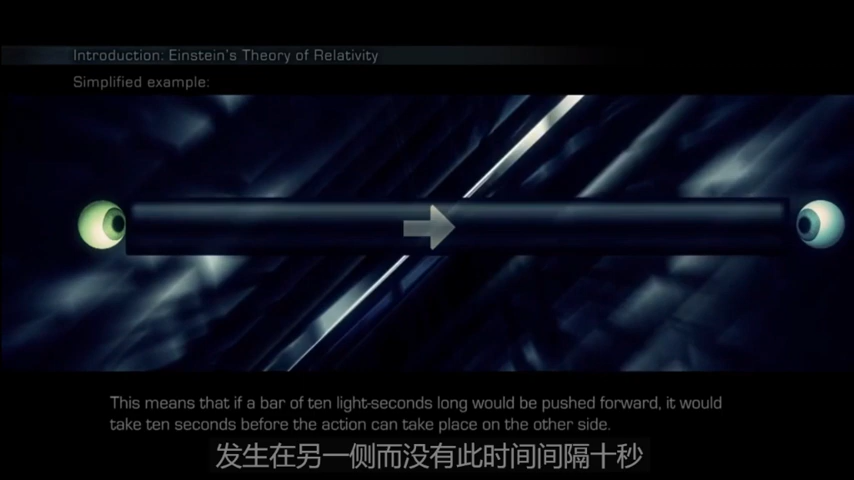 Introduction: Einstein's Theory of Relativity
Simplified example:
This means that if a bar of ten light-seconds long would be pushed forward, it would
take ten seconds before the action can take place on the other side.
发生在另一侧而没有此时间间隔十秒